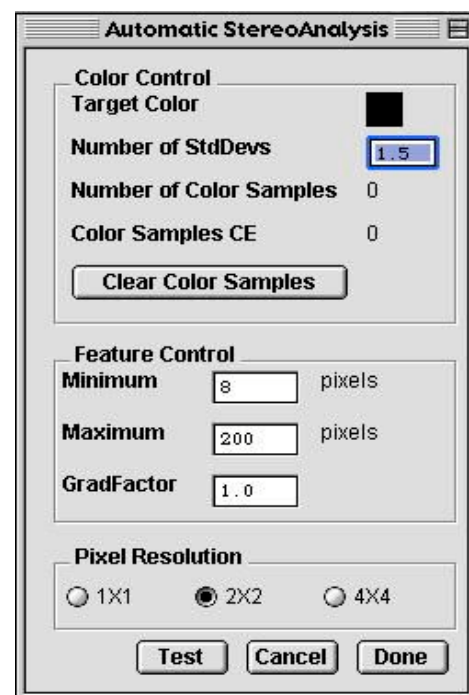 Automatic StereoAnalysis
Color Control
Target Color
Number of StdDevs 1.5
Number of Color Samples 0
Color Samples CE 0
Clear Color Samples
Feature Control
Minimum 8 pixels
Maximum 200 pixels
GradFactor 1.0
Pixel Resolution
1X1 2X2 4X4
Test Cancel Done